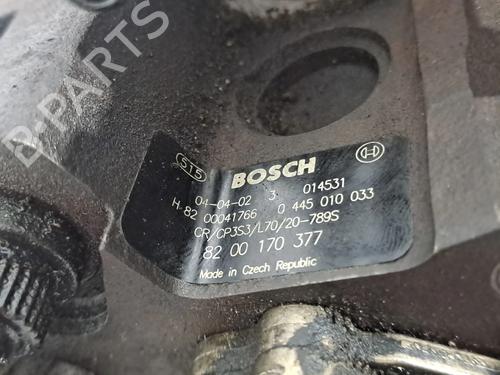 B-PARTS
515 BOSCH
04-04-02 3 014531
H-82 00041766 0 445 010 033
CR/CP3S3/L70/20-789S
82 00 170 377
Made in Czech Republic